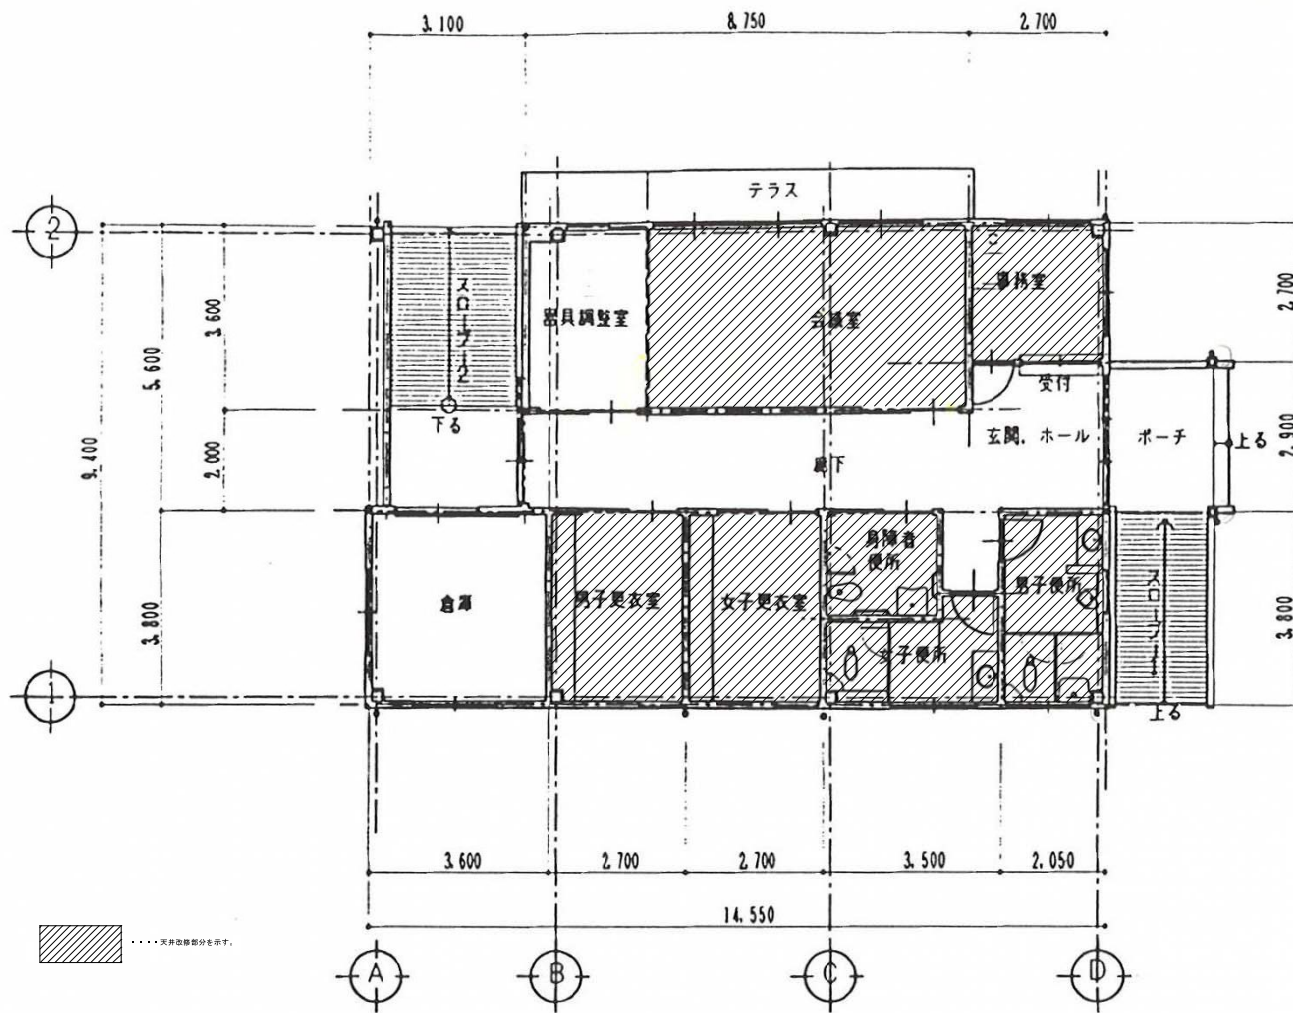 3.100
8.750
2.700
テラス
2
スロープ2
器具調整室
会議室
事務室
3.600
5.600
2.700
受付
下る
玄関、ホール
ポーチ
上る
2.900
9.400
2.000
廊下
身障者
便所
倉庫
男子更衣室
女子更衣室
男子便所
スロープ1
女子便所
3.800
3.800
1
上る
3.600
2.700
2.700
3.500
2.050
14.550
・・・・天井改修部分を示す。
A
B
C
D